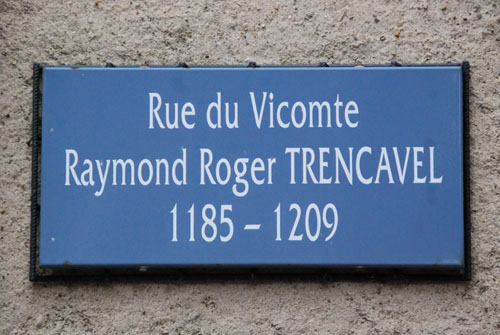 Rue du Vicomte
Raymond Roger TRENCAVEL
1185 – 1209